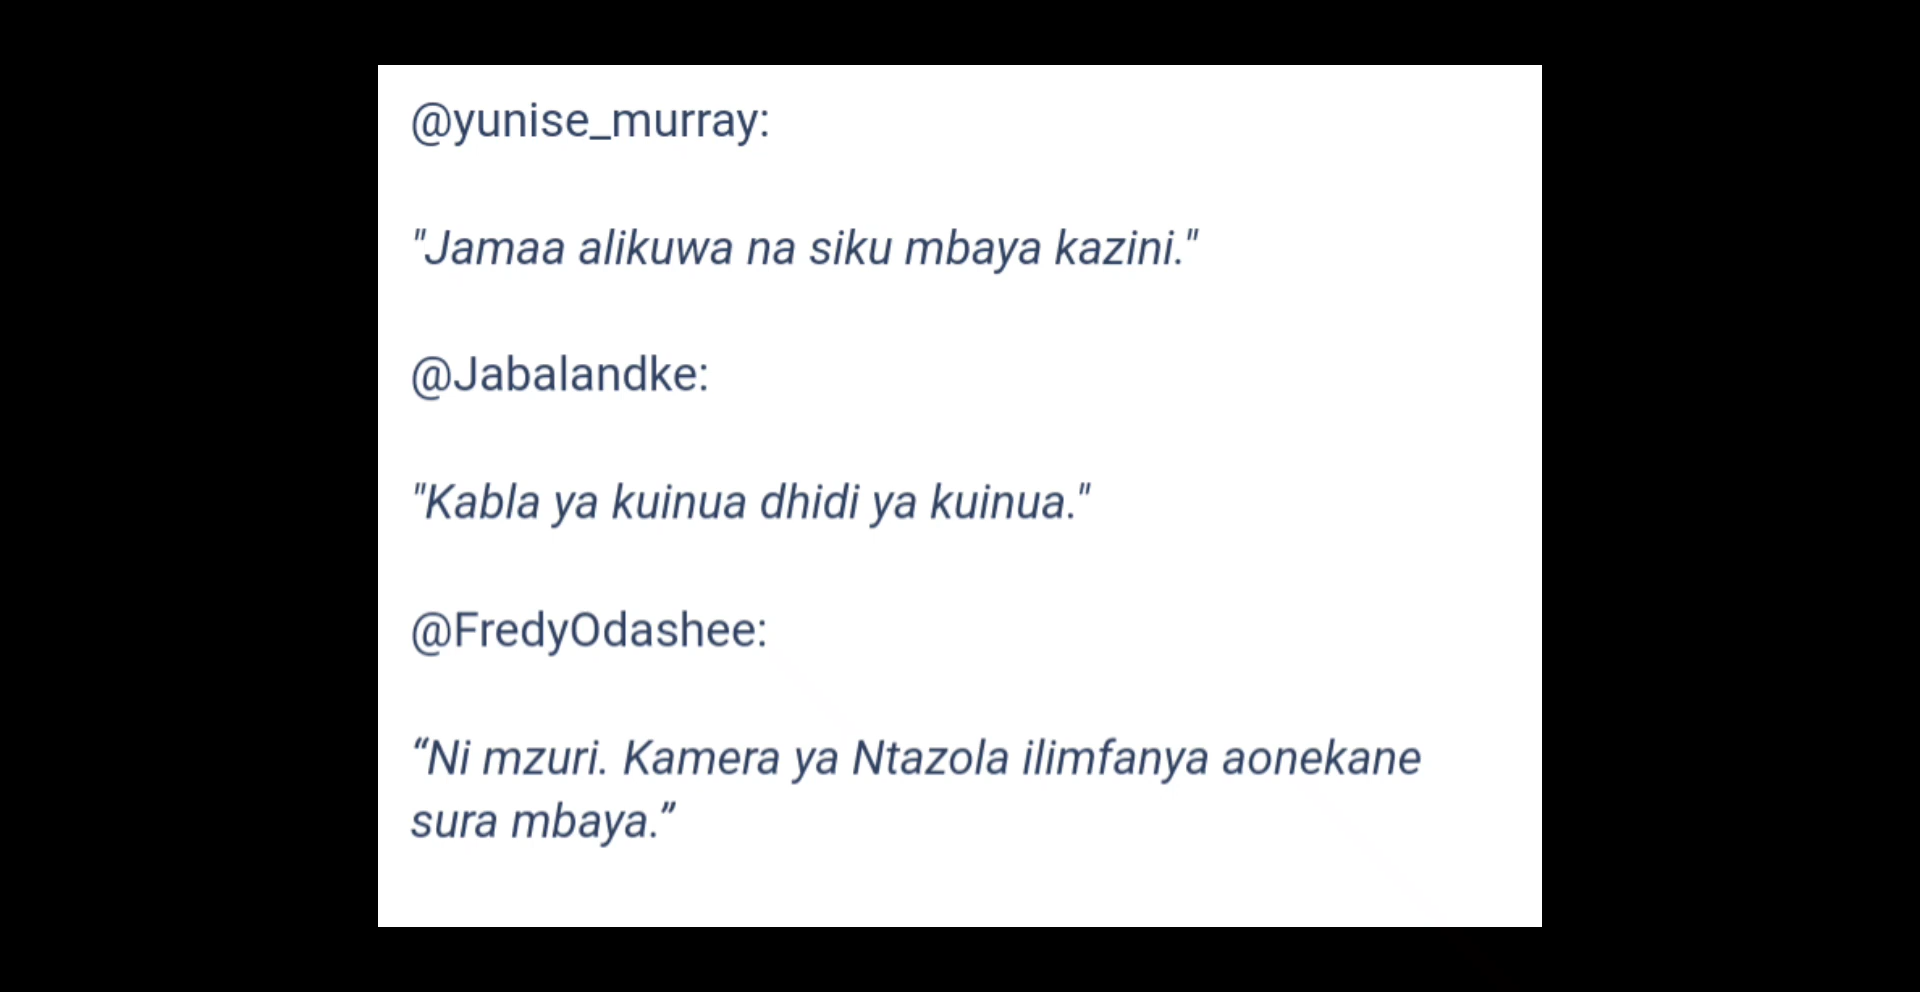 @yunise_murray:
"Jamaa alikuwa na siku mbaya kazini."
@Jabalandke:
"Kabla ya kuinua dhidi ya kuinua."
@FredyOdashee:
“Ni mzuri. Kamera ya Ntazola ilimfanya aonekane
sura mbaya.”